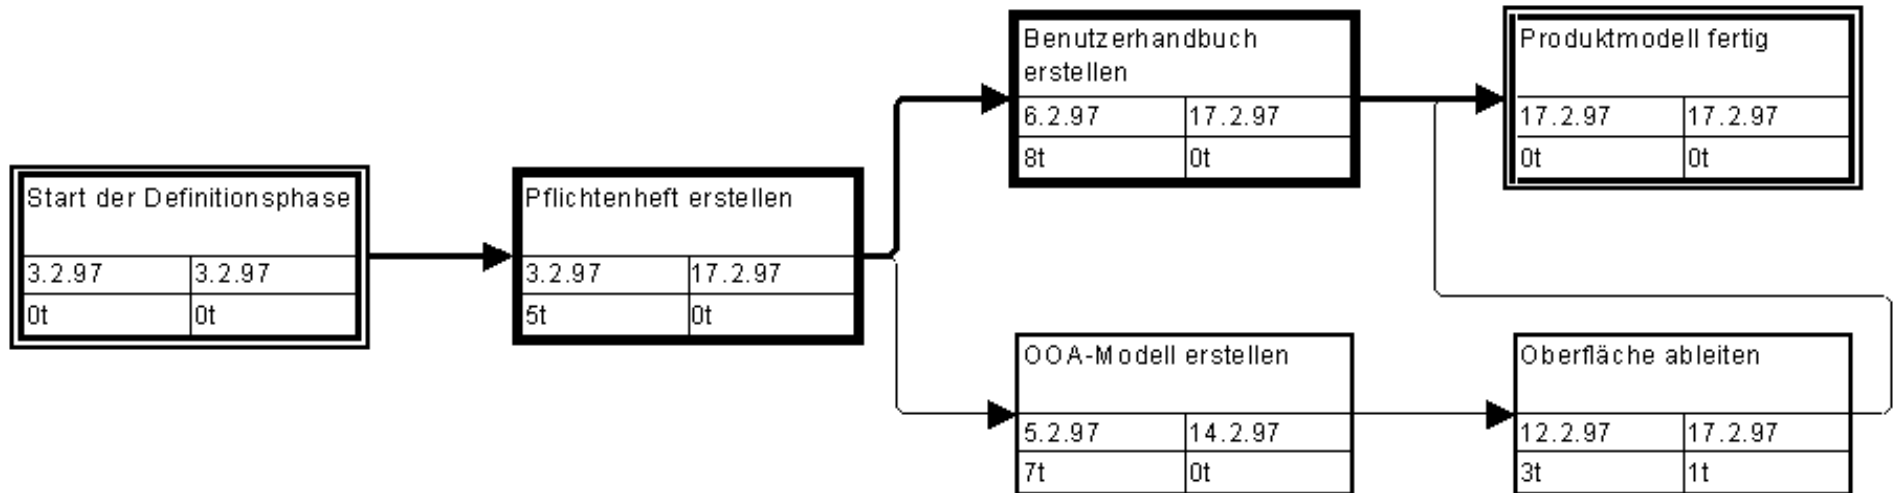 Start der Definitionsphase
3.2.97 3.2.97
0t 0t
Pflichtenheft erstellen
3.2.97 17.2.97
5t 0t
Benutzerhandbuch
erstellen
6.2.97 17.2.97
8t 0t
Produktmodell fertig
17.2.97 17.2.97
0t 0t
OOA-Modell erstellen
5.2.97 14.2.97
7t 0t
Oberfläche ableiten
12.2.97 17.2.97
3t 1t